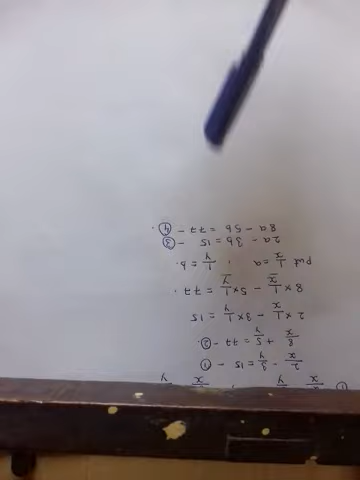 2/x - 3/y = 15 - ①
8/x + 5/y = 77 - ②.
2 × 1/x - 3 × 1/y = 15
8 × 1/x - 5 × 1/y = 77.
Put 1/x = a , 1/y = b.
2a - 3b = 15 - ③
8a - 5b = 77 - ④.